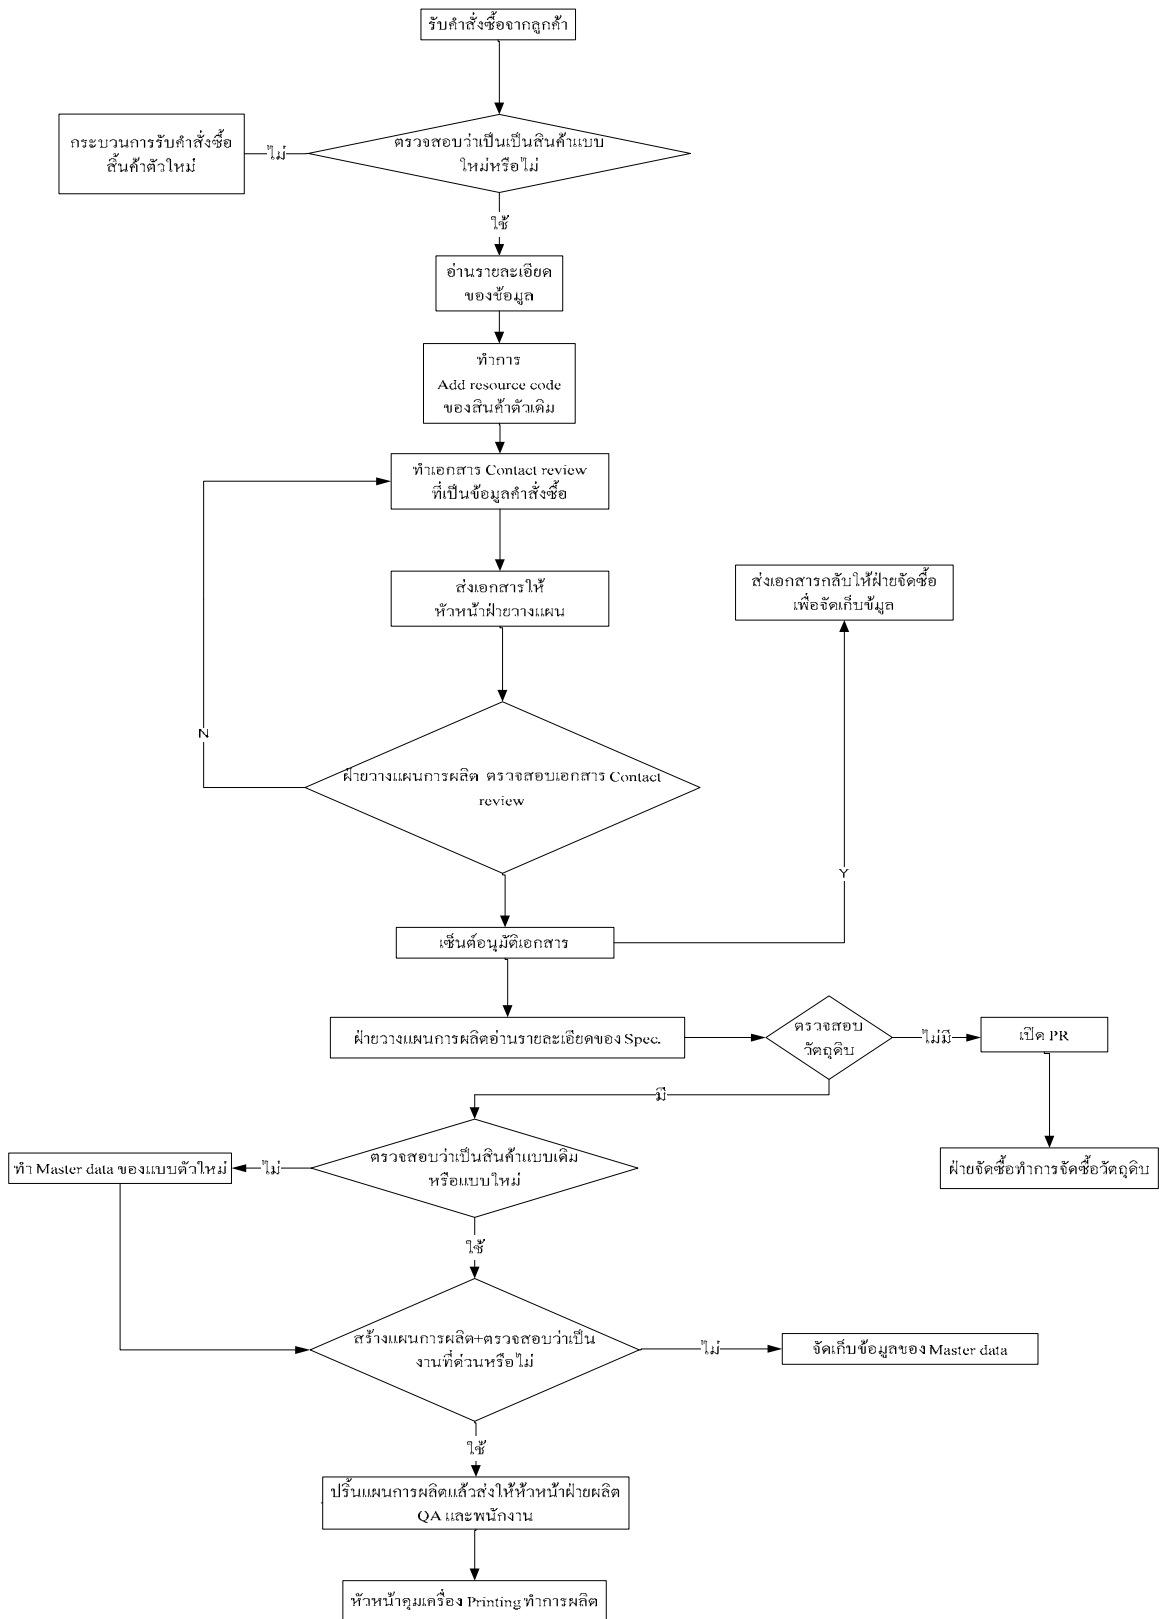 รับคำสั่งซื้อจากลูกค้า
ตรวจสอบว่าเป็นเป็นสินค้าแบบ
ใหม่หรือไม่
ไม่
กระบวนการรับคำสั่งซื้อ
สิ้นค้าตัวใหม่
ใช้
อ่านรายละเอียด
ของช้อมูล
ทำการ
Add resource code
ของสินค้าตัวเดิม
ทำเอกสาร Contact review
ที่เป็นข้อมูลคำสั่งซื้อ
ส่งเอกสารให้
หัวหน้าฝ่ายวางแผน
ส่งเอกสารกลับให้ฝ่ายจัดซื้อ
เพื่อจัดเก็บข้มูล
N
ฝ่ายวางแผนการผลิต ตรวจสอบเอกสาร Contact
review
Y
เซ็นต์อนุมัติเอกสาร
ฝ่ายวางแผนการผลิตอ่านรายละเอียดของ Spec.
ตรวจสอบ
วัตถุดิบ
ไม่มี
เปิด PR
มี
ฝ่ายจัดซื้อทำการจัดซื้อวัตถุดิบ
ตรวจสอบว่าเป็นสินค้าแบบเดิม
หรือแบบใหม่
ไม่
ทำ Master data ของแบบตัวใหม่
ใช้
สร้างแผนการผลิต+ตรวจสอบว่าเป็น
งานที่ด่วนหรือไม่
ไม่
จัดเก็บข้อมูลของ Master data
ใช้
ปริ้นแผนการผลิตแล้วส่งให้ห้วหน้าฝ่ายผลิต
QA และพนักงาน
หัวหน้าคุมเครื่อง Printing ทำการผลิต